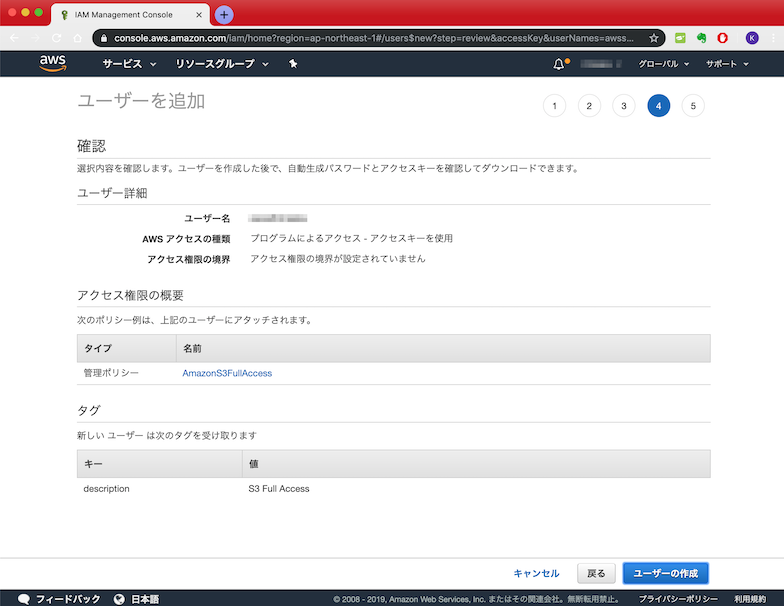 IAM Management Console
console.aws.amazon.com/iam/home?region=ap-northeast-1#/users$new?step=review&accessKey&userNames=awss...
K
aws
サービス
リソースグループ
グローバル
サポート
ユーザーを追加
1
2
3
4
5
確認
選択内容を確認します。ユーザーを作成した後で、自動生成パスワードとアクセスキーを確認してダウンロードできます。
ユーザー詳細
ユーザー名
AWS アクセスの種類 プログラムによるアクセス - アクセスキーを使用
アクセス権限の境界 アクセス権限の境界が設定されていません
アクセス権限の概要
次のポリシー例は、上記のユーザーにアタッチされます。
タイプ 名前
管理ポリシー AmazonS3FullAccess
タグ
新しい ユーザー は次のタグを受け取ります
キー 値
description S3 Full Access
キャンセル 戻る ユーザーの作成
フィードバック 日本語 © 2008 - 2019, Amazon Web Services, Inc. またはその関連会社。無断転用禁止。 プライバシーポリシー 利用規約